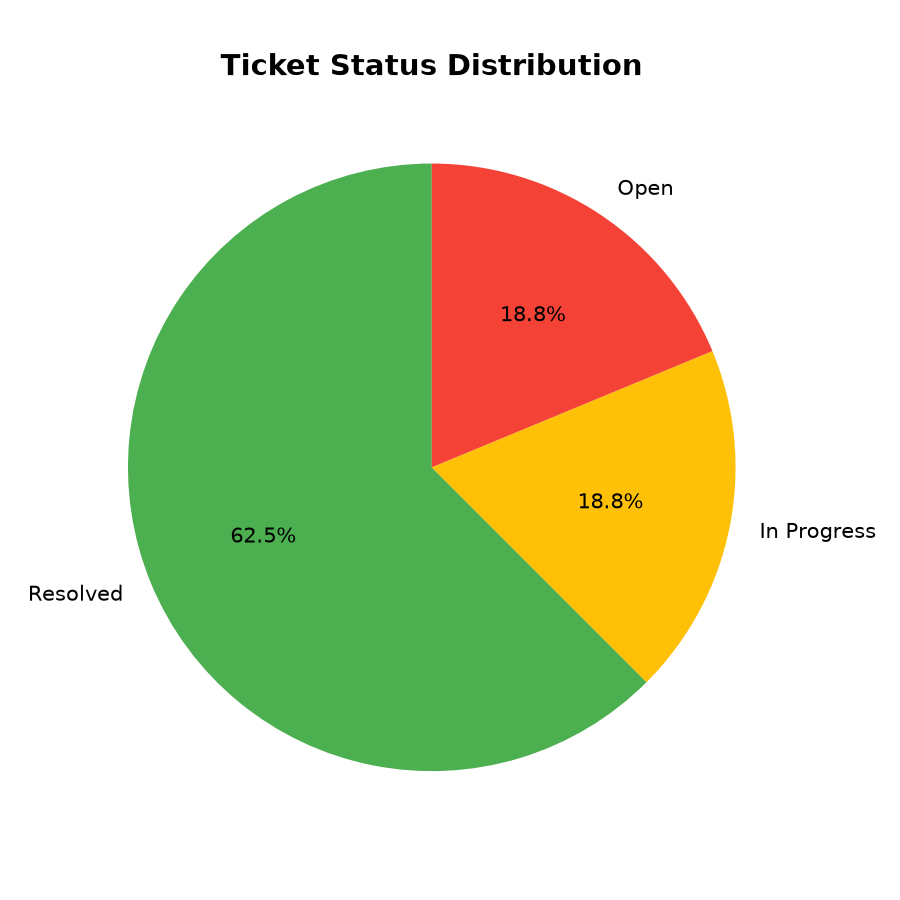 Ticket Status Distribution
Open
18.8%
18.8%
In Progress
62.5%
Resolved